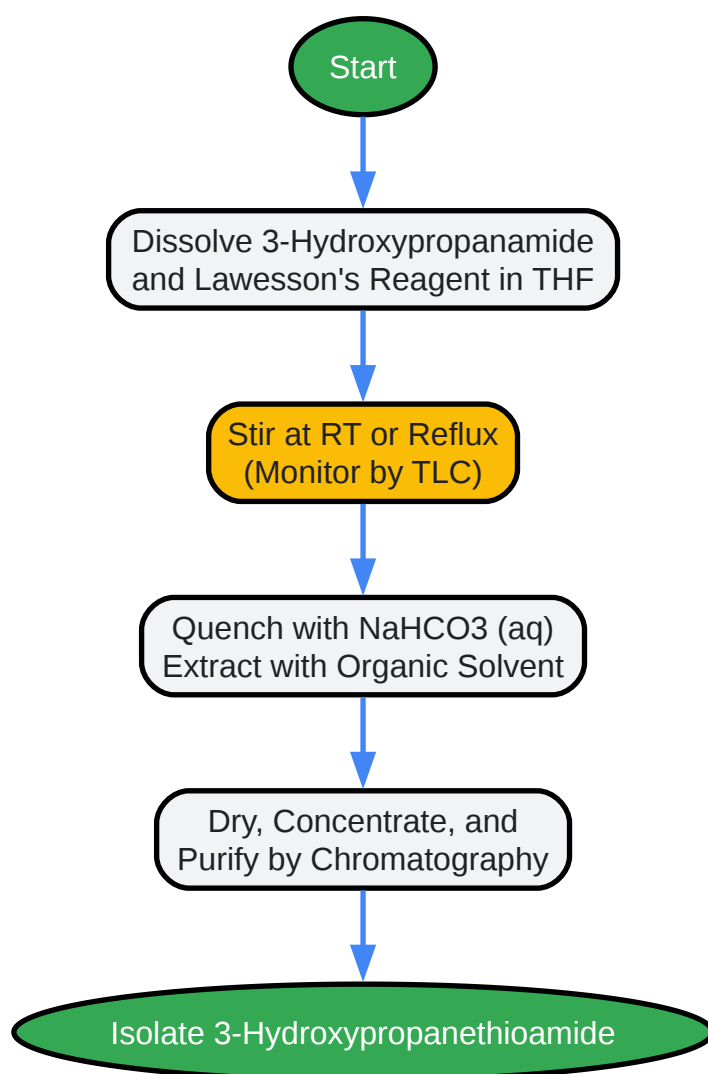 Start
Dissolve 3-Hydroxypropanamide
and Lawesson's Reagent in THF
Stir at RT or Reflux
(Monitor by TLC)
Quench with NaHCO3 (aq)
Extract with Organic Solvent
Dry, Concentrate, and
Purify by Chromatography
Isolate 3-Hydroxypropanethioamide